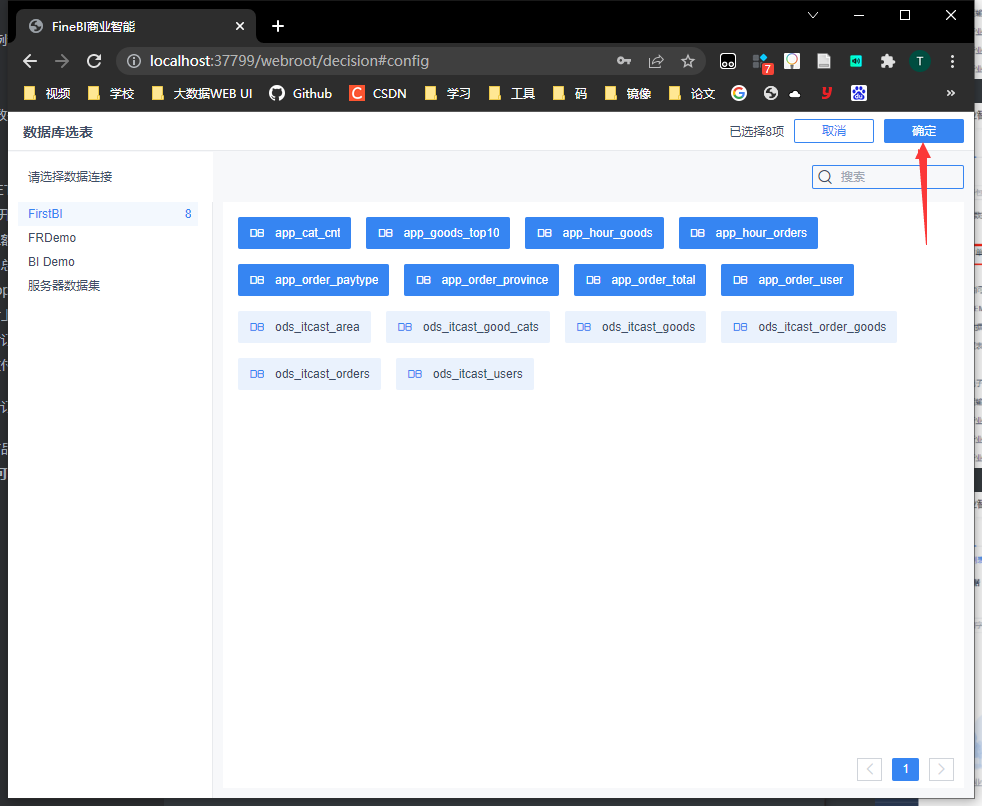 FineBI商业智能
localhost:37799/webroot/decision#config
7
T
视频 学校 大数据WEB UI Github C CSDN 学习 工具 码 镜像 论文 G y »
数据库选表 已选择8项 取消 确定
请选择数据连接 搜索
FirstBI 8
FRDemo
BI Demo
服务器数据集
DB app_cat_cnt DB app_goods_top10 DB app_hour_goods DB app_hour_orders
DB app_order_paytype DB app_order_province DB app_order_total DB app_order_user
DB ods_itcast_area DB ods_itcast_good_cats DB ods_itcast_goods DB ods_itcast_order_goods
DB ods_itcast_orders DB ods_itcast_users
1